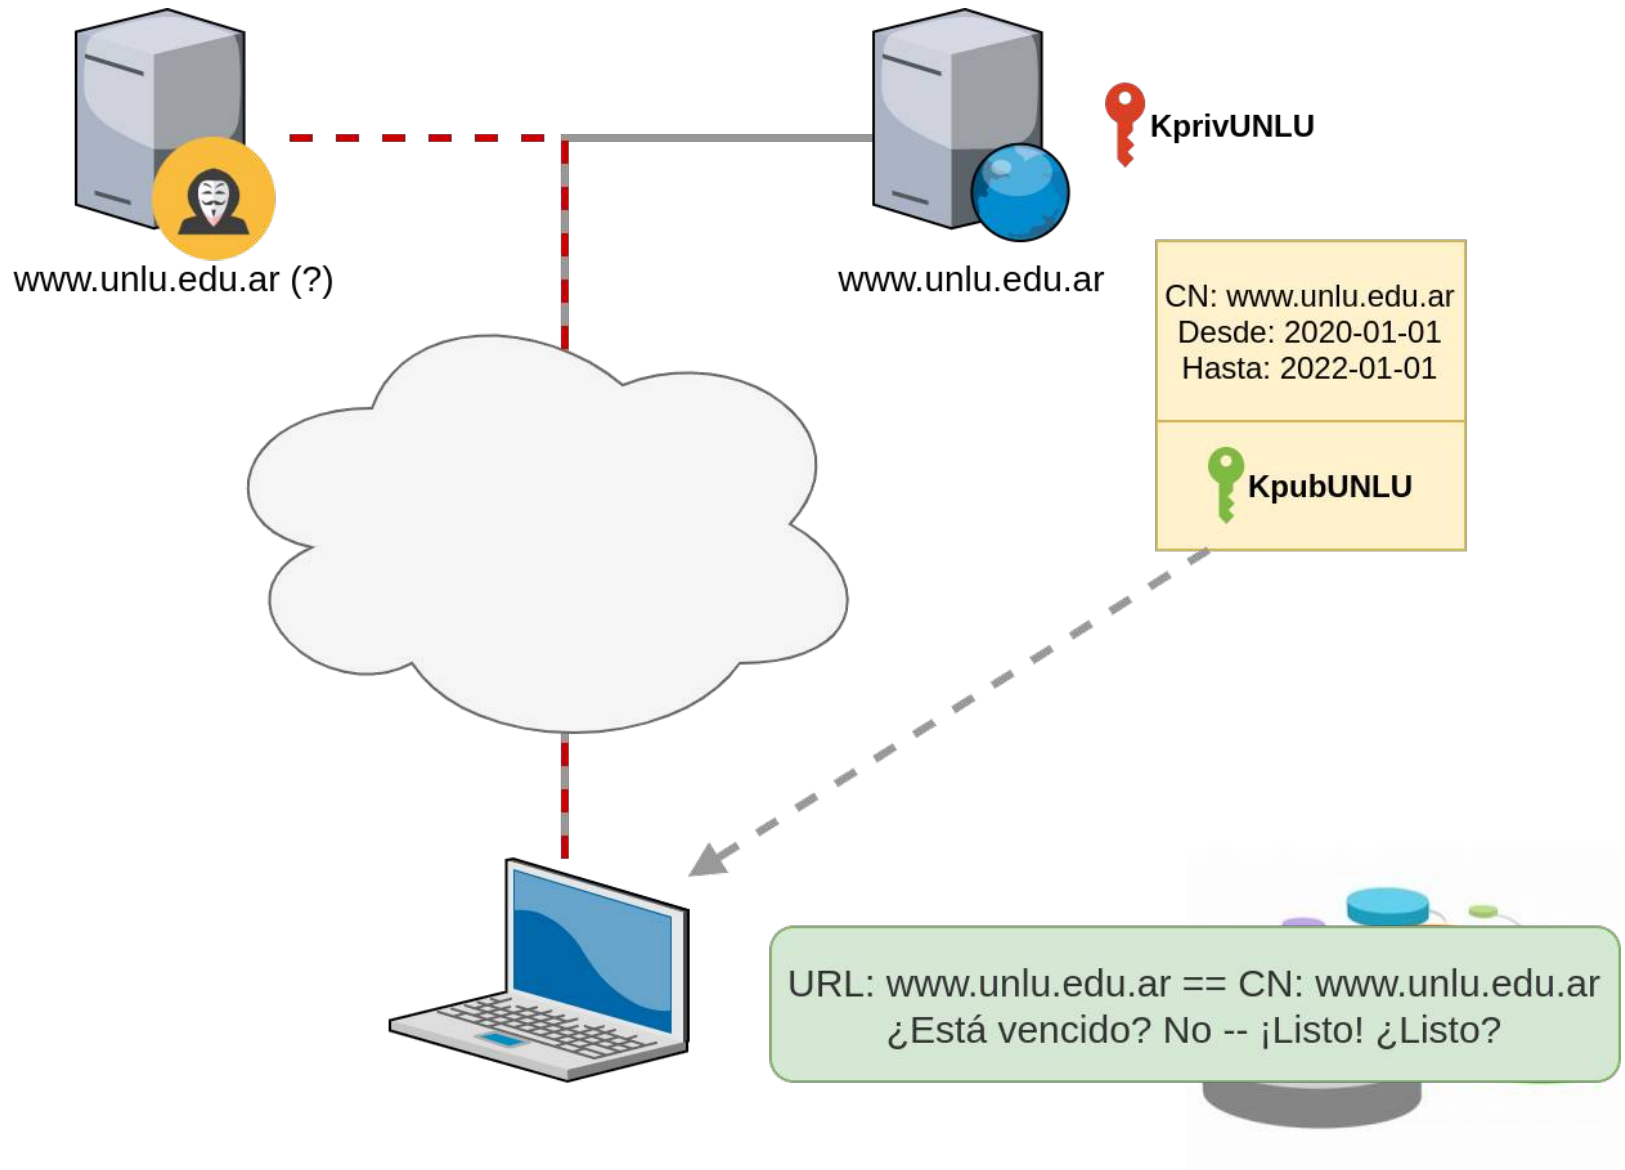 KprivUNLU
www.unlu.edu.ar (?)
www.unlu.edu.ar
CN: www.unlu.edu.ar
Desde: 2020-01-01
Hasta: 2022-01-01
KpubUNLU
URL: www.unlu.edu.ar == CN: www.unlu.edu.ar
¿Está vencido? No -- ¡Listo! ¿Listo?